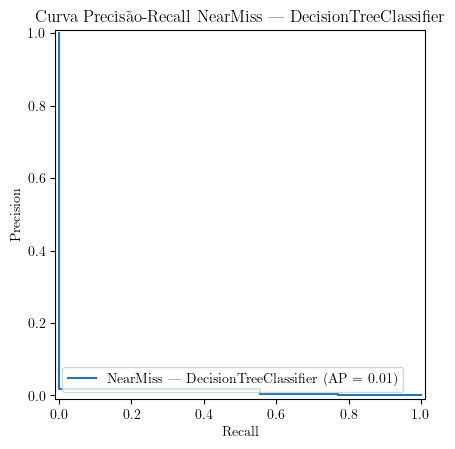 Curva Precisão-Recall NearMiss — DecisionTreeClassifier
1.0
0.8
0.6
0.4
0.2
0.0
Precision
NearMiss — DecisionTreeClassifier (AP = 0.01)
0.0 0.2 0.4 0.6 0.8 1.0
Recall